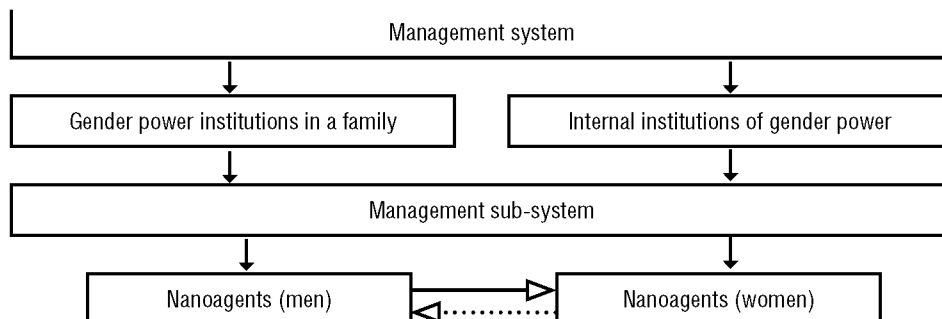 Management system
Gender power institutions in a family
Internal institutions of gender power
Management sub-system
Nanoagents (men)
Nanoagents (women)